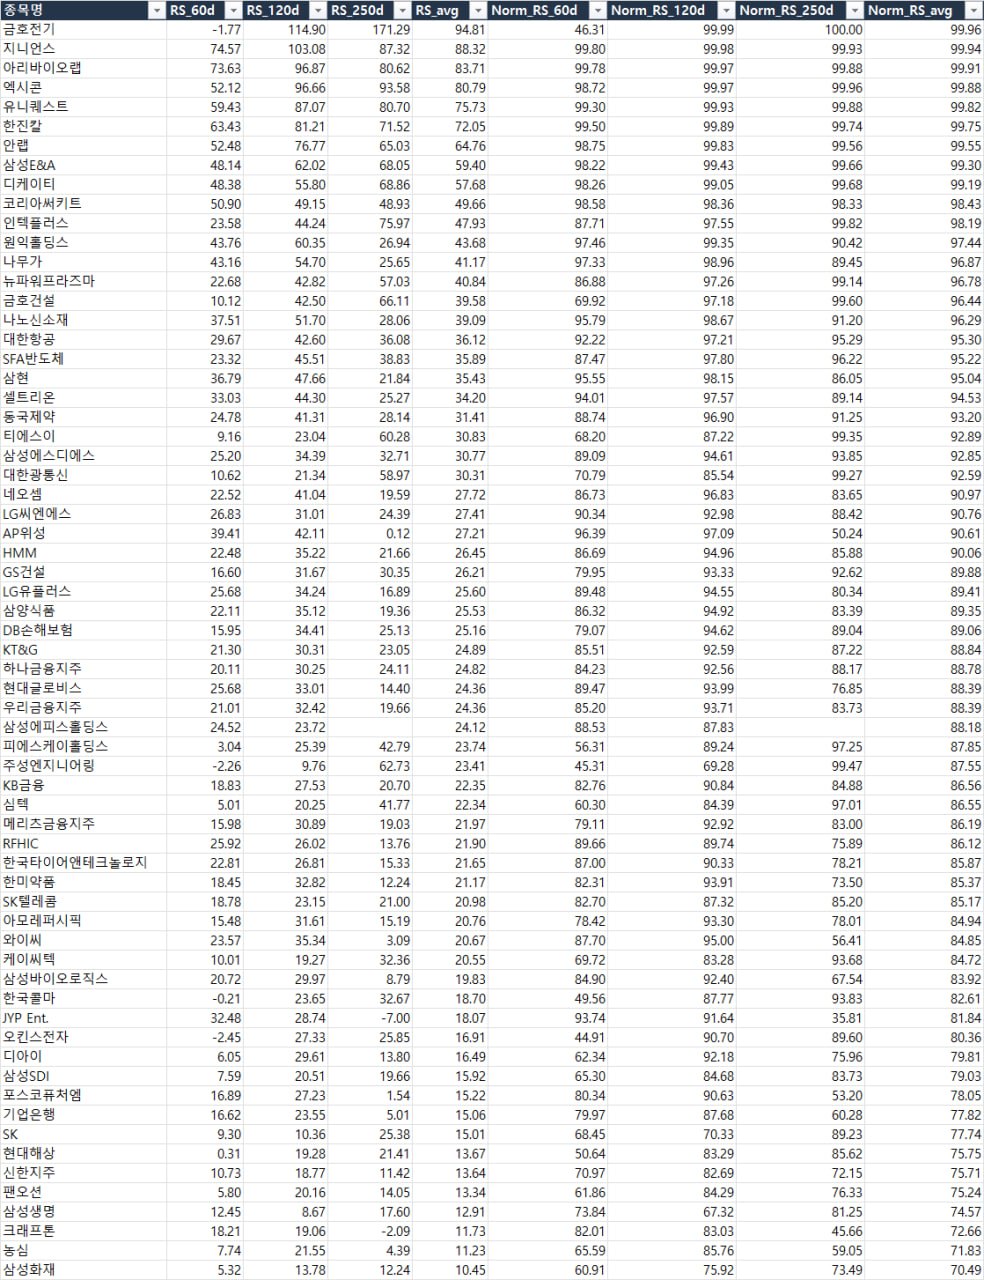 종목명 RS_60d RS_120d RS_250d RS_avg Norm_RS_60d Norm_RS_120d Norm_RS_250d Norm_RS_avg
금호전기 -1.77 114.90 171.29 94.81 46.31 99.99 100.00 99.96
지니언스 74.57 103.08 87.32 88.32 99.80 99.98 99.93 99.94
아리바이오랩 73.63 96.87 80.62 83.71 99.78 99.97 99.88 99.91
엑시콘 52.12 96.66 93.58 80.79 98.72 99.97 99.96 99.88
유니퀘스트 59.43 87.07 80.70 75.73 99.30 99.93 99.88 99.82
한진칼 63.43 81.21 71.52 72.05 99.50 99.89 99.74 99.75
안랩 52.48 76.77 65.03 64.76 98.75 99.83 99.56 99.55
삼성E&A 48.14 62.02 68.05 59.40 98.22 99.43 99.66 99.30
디케이티 48.38 55.80 68.86 57.68 98.26 99.05 99.68 99.19
코리아써키트 50.90 49.15 48.93 49.66 98.58 98.36 98.33 98.43
인텍플러스 23.58 44.24 75.97 47.93 87.71 97.55 99.82 98.19
원익홀딩스 43.76 60.35 26.94 43.68 97.46 99.35 90.42 97.44
나무가 43.16 54.70 25.65 41.17 97.33 98.96 89.45 96.87
뉴파워프라즈마 22.68 42.82 57.03 40.84 86.88 97.26 99.14 96.78
금호건설 10.12 42.50 66.11 39.58 69.92 97.18 99.60 96.44
나노신소재 37.51 51.70 28.06 39.09 95.79 98.67 91.20 96.29
대한항공 29.67 42.60 36.08 36.12 92.22 97.21 95.29 95.30
SFA반도체 23.32 45.51 38.83 35.89 87.47 97.80 96.22 95.22
삼현 36.79 47.66 21.84 35.43 95.55 98.15 86.05 95.04
셀트리온 33.03 44.30 25.27 34.20 94.01 97.57 89.14 94.53
동국제약 24.78 41.31 28.14 31.41 88.74 96.90 91.25 93.20
티에스이 9.16 23.04 60.28 30.83 68.20 87.22 99.35 92.89
삼성에스디에스 25.20 34.39 32.71 30.77 89.09 94.61 93.85 92.85
대한광통신 10.62 21.34 58.97 30.31 70.79 85.54 99.27 92.59
네오셈 22.52 41.04 19.59 27.72 86.73 96.83 83.65 90.97
LG씨엔에스 26.83 31.01 24.39 27.41 90.34 92.98 88.42 90.76
AP위성 39.41 42.11 0.12 27.21 96.39 97.09 50.24 90.61
HMM 22.48 35.22 21.66 26.45 86.69 94.96 85.88 90.06
GS건설 16.60 31.67 30.35 26.21 79.95 93.33 92.62 89.88
LG유플러스 25.68 34.24 16.89 25.60 89.48 94.55 80.34 89.41
삼양식품 22.11 35.12 19.36 25.53 86.32 94.92 83.39 89.35
DB손해보험 15.95 34.41 25.13 25.16 79.07 94.62 89.04 89.06
KT&G 21.30 30.31 23.05 24.89 85.51 92.59 87.22 88.84
하나금융지주 20.11 30.25 24.11 24.82 84.23 92.56 88.17 88.78
현대글로비스 25.68 33.01 14.40 24.36 89.47 93.99 76.85 88.39
우리금융지주 21.01 32.42 19.66 24.36 85.20 93.71 83.73 88.39
삼성에피스홀딩스 24.52 23.72 24.12 88.53 87.83 88.18
피에스케이홀딩스 3.04 25.39 42.79 23.74 56.31 89.24 97.25 87.85
주성엔지니어링 -2.26 9.76 62.73 23.41 45.31 69.28 99.47 87.55
KB금융 18.83 27.53 20.70 22.35 82.76 90.84 84.88 86.56
심텍 5.01 20.25 41.77 22.34 60.30 84.39 97.01 86.55
메리츠금융지주 15.98 30.89 19.03 21.97 79.11 92.92 83.00 86.19
RFHIC 25.92 26.02 13.76 21.90 89.66 89.74 75.89 86.12
한국타이어앤테크놀로지 22.81 26.81 15.33 21.65 87.00 90.33 78.21 85.87
한미약품 18.45 32.82 12.24 21.17 82.31 93.91 73.50 85.37
SK텔레콤 18.78 23.15 21.00 20.98 82.70 87.32 85.20 85.17
아모레퍼시픽 15.48 31.61 15.19 20.76 78.42 93.30 78.01 84.94
와이씨 23.57 35.34 3.09 20.67 87.70 95.00 56.41 84.85
케이씨텍 10.01 19.27 32.36 20.55 69.72 83.28 93.68 84.72
삼성바이오로직스 20.72 29.97 8.79 19.83 84.90 92.40 67.54 83.92
한국콜마 -0.21 23.65 32.67 18.70 49.56 87.77 93.83 82.61
JYP Ent. 32.48 28.74 -7.00 18.07 93.74 91.64 35.81 81.84
오킨스전자 -2.45 27.33 25.85 16.91 44.91 90.70 89.60 80.36
디아이 6.05 29.61 13.80 16.49 62.34 92.18 75.96 79.81
삼성SDI 7.59 20.51 19.66 15.92 65.30 84.68 83.73 79.03
포스코퓨처엠 16.89 27.23 1.54 15.22 80.34 90.63 53.20 78.05
기업은행 16.62 23.55 5.01 15.06 79.97 87.68 60.28 77.82
SK 9.30 10.36 25.38 15.01 68.45 70.33 89.23 77.74
현대해상 0.31 19.28 21.41 13.67 50.64 83.29 85.62 75.75
신한지주 10.73 18.77 11.42 13.64 70.97 82.69 72.15 75.71
팬오션 5.80 20.16 14.05 13.34 61.86 84.29 76.33 75.24
삼성생명 12.45 8.67 17.60 12.91 73.84 67.32 81.25 74.57
크래프톤 18.21 19.06 -2.09 11.73 82.01 83.03 45.66 72.66
농심 7.74 21.55 4.39 11.23 65.59 85.76 59.05 71.83
삼성화재 5.32 13.78 12.24 10.45 60.91 75.92 73.49 70.49